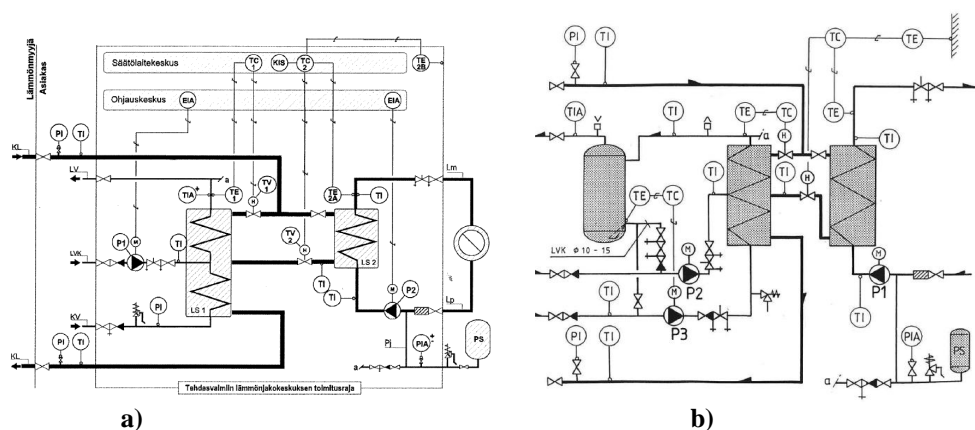 Lämmönmyyjä
Asiakas
Säätölaitekeskus
TC 1
KIS
TC 2
TE 2B
Ohjauskeskus
EIA
EIA
KL
PI
TI
LV
a
TIA
+
TE 1
H
TV 1
TE 2A
TI
Lm
P1
M
TV 2
H
LVK
TI
LS 1
LS 2
TI
TI
M
P2
Lp
KV
PI
KL
PI
TI
Pi
PIA
+
-
PS
a
Tehdasvalmiin lämmönjakokeskuksen toimitusraja
a)
PI
TI
TC
TE
TIA
TI
TE
TC
a
H
TE
TI
TE
TC
TI
TI
H
LVK Ø 10 - 15
M
P2
M
P1
TI
M
P3
TI
PI
TI
PIA
PS
a
b)